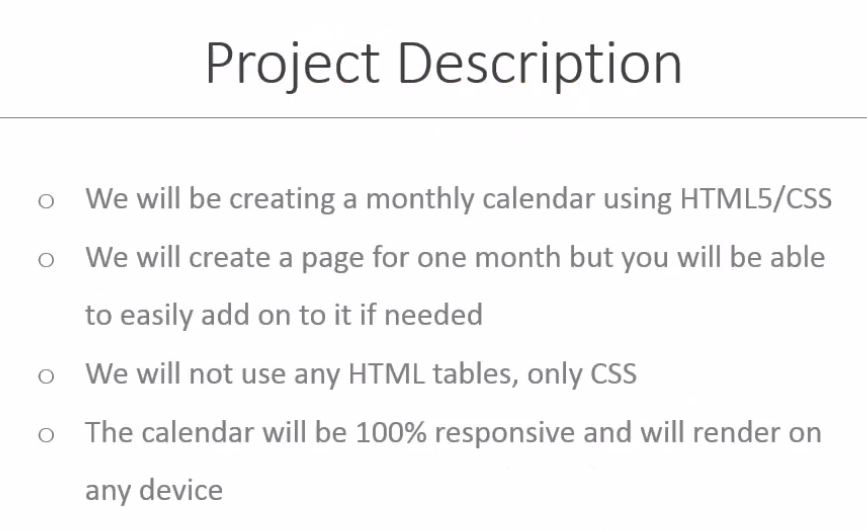 Project Description
o We will be creating a monthly calendar using HTML5/CSS
o We will create a page for one month but you will be able
to easily add on to it if needed
o We will not use any HTML tables, only CSS
o The calendar will be 100% responsive and will render on
any device